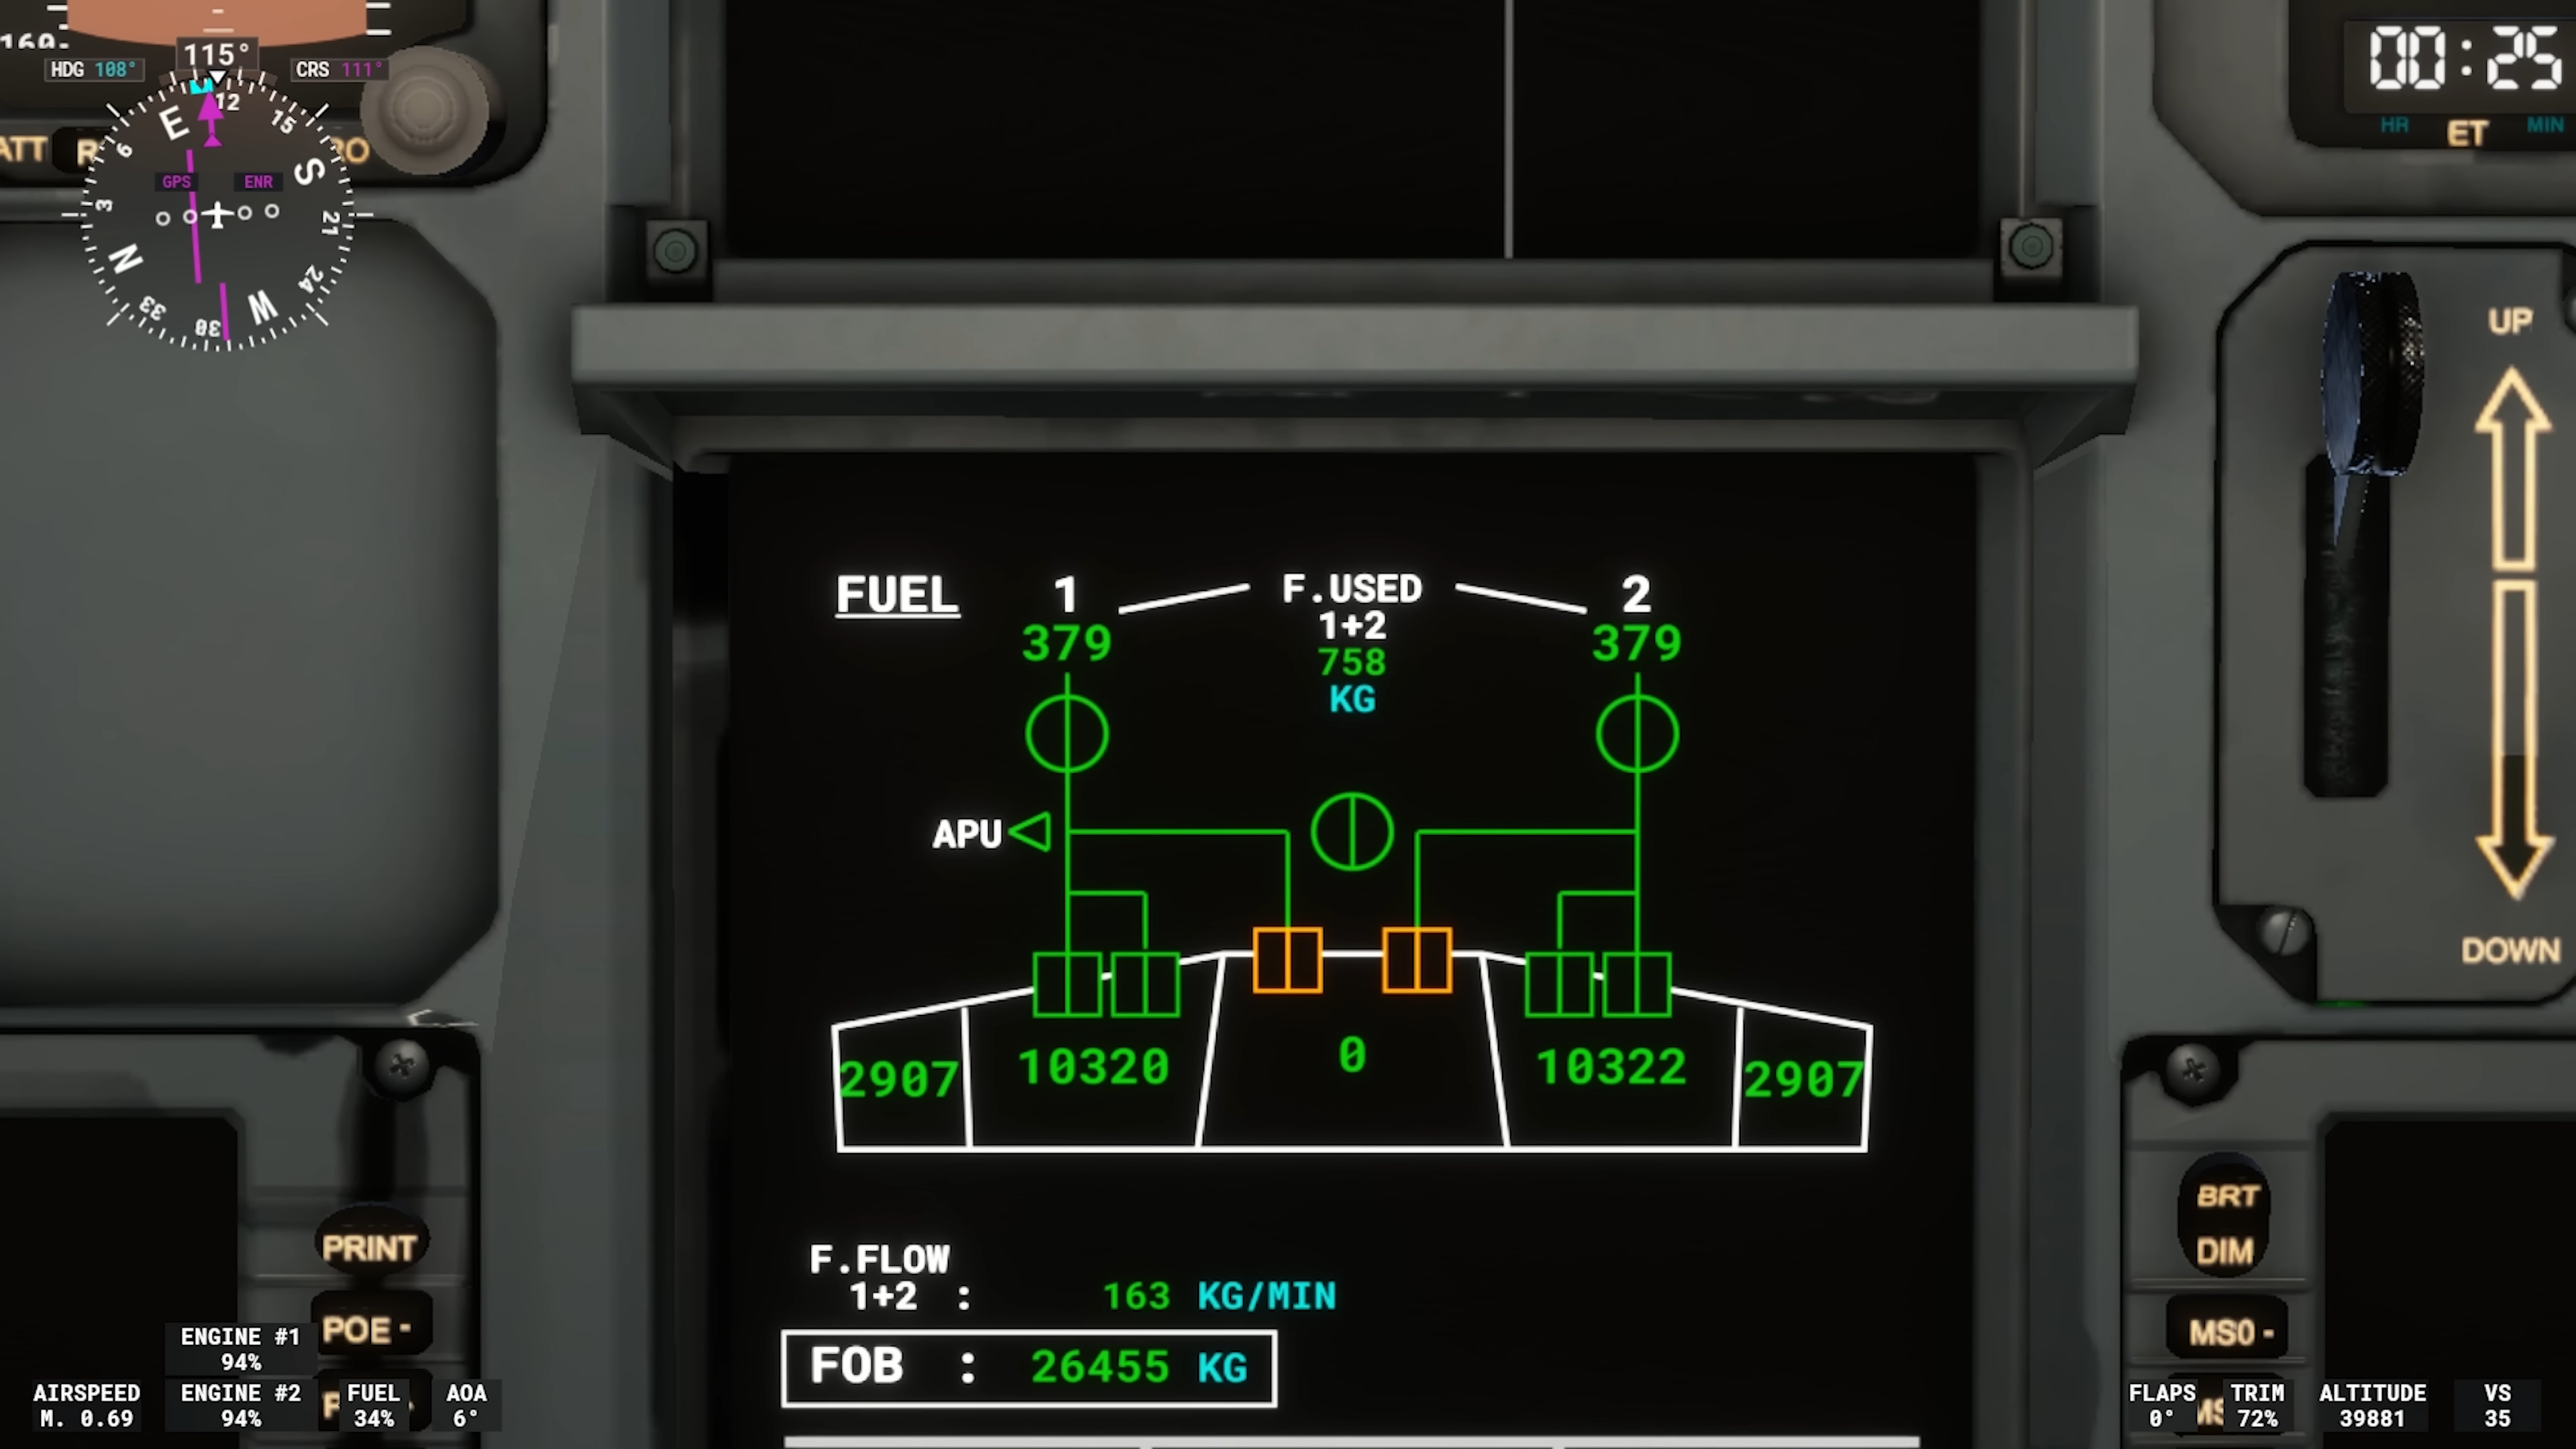 160-
115°
HDG 108°
CRS 111°
12
E
15
6
S
3
GPS
ENR
21
N
24
33
W
30
00:25
HR
ET
MIN
UP
DOWN
FUEL
1
F.USED
2
1+2
379
379
758
KG
APU
2907
10320
0
10322
2907
F.FLOW
1+2 : 163 KG/MIN
FOB : 26455 KG
PRINT
POE -
BRT
DIM
MS0 -
ENGINE #1
94%
AIRSPEED
M. 0.69
ENGINE #2
94%
FUEL
34%
AOA
6°
FLAPS
0°
TRIM
72%
ALTITUDE
39881
VS
35